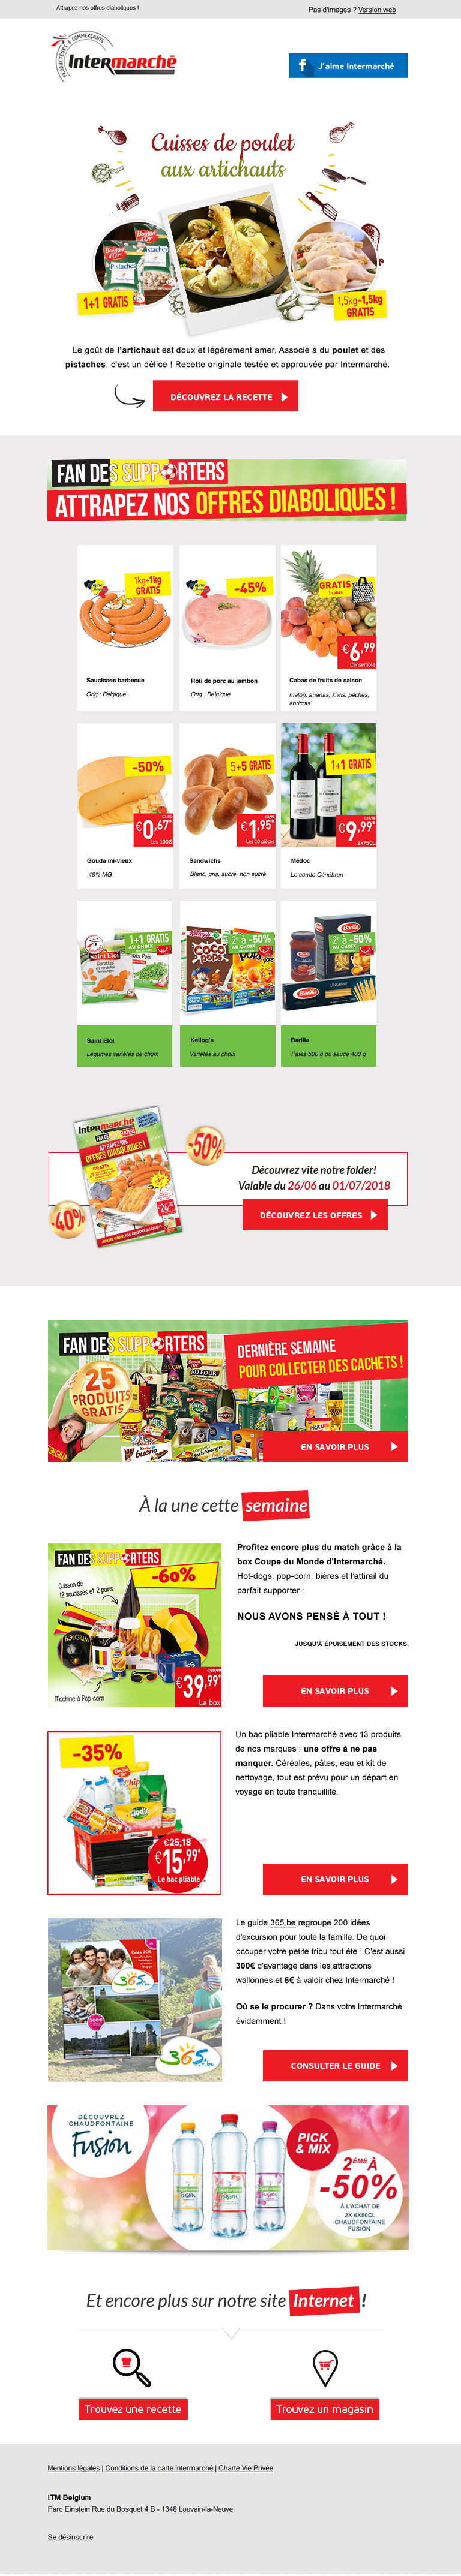 Attrapez nos offres diaboliques !
Pas d'images ? Version web
PRODUCTEURS COMMERÇANTS
Intermarché
J'aime Intermarché
Cuisses de poulet
aux artichauts
Pistaches
1+1 GRATIS
1,5kg+1,5kg
GRATIS
Le goût de l'artichaut est doux et légèrement amer. Associé à du poulet et des
pistaches, c'est un délice ! Recette originale testée et approuvée par Intermarché.
DÉCOUVREZ LA RECETTE
FAN DES SUPPORTERS
ATTRAPEZ NOS OFFRES DIABOLIQUES !
1kg+1kg
GRATIS
Saucisses barbecue
Orig : Belgique
-45%
Rôti de porc au jambon
Orig : Belgique
GRATIS
1 cabas
€6,99
L'ensemble
Cabas de fruits de saison
melon, ananas, kiwis, pêches,
abricots
-50%
€0,67*
Les 100G
Gouda mi-vieux
48% MG
5+5 GRATIS
€1,95*
Les 10 pièces
Sandwichs
Blanc, gris, sucré, non sucré
1+1 GRATIS
€9,99*
2x75CL
Médoc
Le comte Cénébrun
1+1 GRATIS
AU CHOIX
Saint Eloi
Carottes
Petits Pois
Saint Eloi
Légumes variétés de choix
2e à -50%
AU CHOIX
Kellogg's
COCO POPS
Kellog's
Variétés au choix
2e à -50%
AU CHOIX
Barilla
Barilla
Barilla
Pâtes 500 g ou sauce 400 g
Intermarché
ATTRAPEZ NOS
OFFRES DIABOLIQUES !
GRATIS
-50%
-40%
Découvrez vite notre folder!
Valable du 26/06 au 01/07/2018
DÉCOUVREZ LES OFFRES
FAN DES SUPPORTERS
DERNIÈRE SEMAINE
POUR COLLECTER DES CACHETS !
25
PRODUITS
GRATIS
bueno
EN SAVOIR PLUS
À la une cette semaine
FAN DES SUPPORTERS
-60%
Cuisson de
12 saucisses et 2 pains
BELGIUM
€39,99*
La box
Machine à Pop-corn
Profitez encore plus du match grâce à la
box Coupe du Monde d'Intermarché.
Hot-dogs, pop-corn, bières et l'attirail du
parfait supporter :
NOUS AVONS PENSÉ À TOUT !
JUSQU'À ÉPUISEMENT DES STOCKS.
EN SAVOIR PLUS
-35%
Chips
€25,18
€15,99*
Le bac pliable
Un bac pliable Intermarché avec 13 produits
de nos marques : une offre à ne pas
manquer. Céréales, pâtes, eau et kit de
nettoyage, tout est prévu pour un départ en
voyage en toute tranquillité.
EN SAVOIR PLUS
365
365
Le guide 365.be regroupe 200 idées
d'excursion pour toute la famille. De quoi
occuper votre petite tribu tout été ! C'est aussi
300€ d'avantage dans les attractions
wallonnes et 5€ à valoir chez Intermarché !
Où se le procurer ? Dans votre Intermarché
évidemment !
CONSULTER LE GUIDE
DÉCOUVREZ
CHAUDFONTAINE
Fusion
PICK
& MIX
2ÈME À
-50%
À L'ACHAT DE
2X 6X50CL
CHAUDFONTAINE
FUSION
Et encore plus sur notre site Internet !
Trouvez une recette
Trouvez un magasin
Mentions légales | Conditions de la carte Intermarché | Charte Vie Privée
ITM Belgium
Parc Einstein Rue du Bosquet 4 B - 1348 Louvain-la-Neuve
Se désinscrire